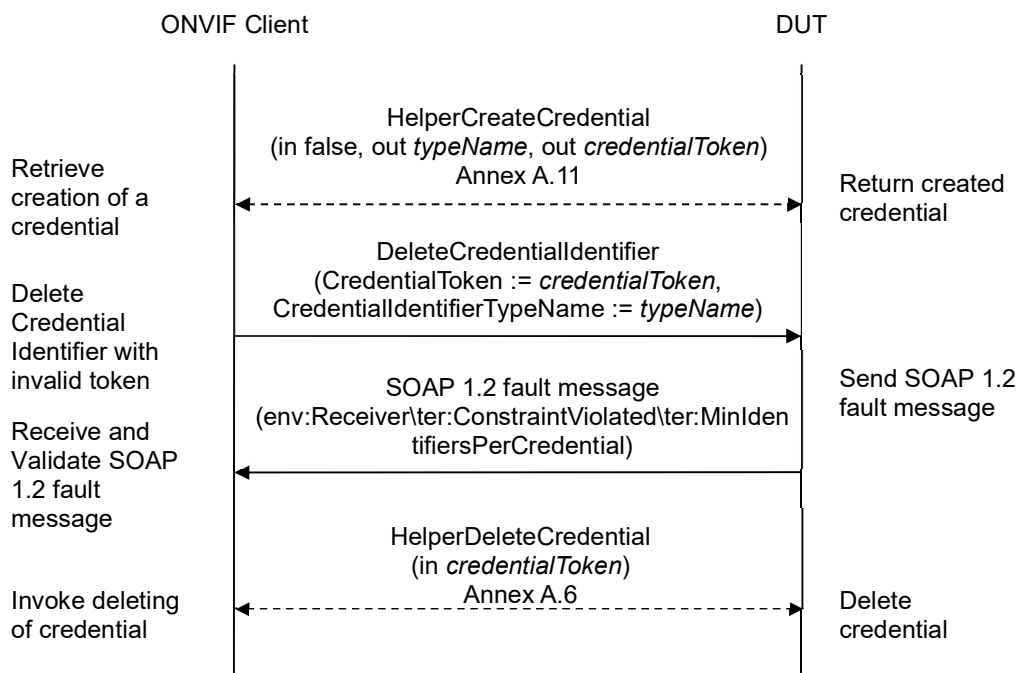 ONVIF Client
DUT
HelperCreateCredential
(in false, out typeName, out credentialToken)
Annex A.11
Retrieve
creation of a
credential
Return created
credential
DeleteCredentialIdentifier
(CredentialToken := credentialToken,
CredentialIdentifierTypeName := typeName)
Delete
Credential
Identifier with
invalid token
SOAP 1.2 fault message
(env:Receiver\ter:ConstraintViolated\ter:MinIden
tifiersPerCredential)
Send SOAP 1.2
fault message
Receive and
Validate SOAP
1.2 fault
message
HelperDeleteCredential
(in credentialToken)
Annex A.6
Invoke deleting
of credential
Delete
credential